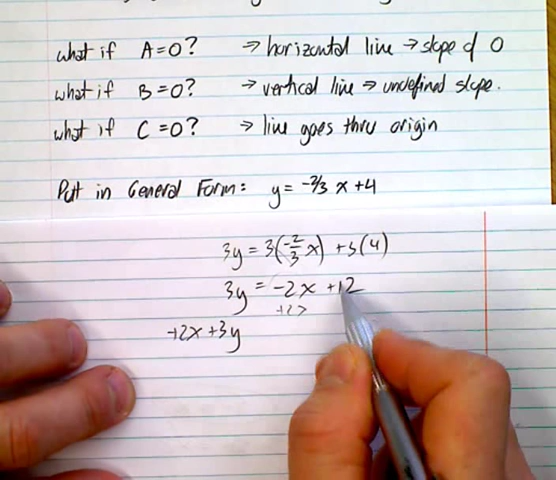 what if A=0? → horizontal line → slope of 0
what if B=0? → vertical line → undefined slope.
what if C=0? → line goes thru origin
Put in General Form: y = -2/3 x +4
3y = 3(-2/3 x) + 3(4)
3y = -2x +12
+2x
+2x +3y